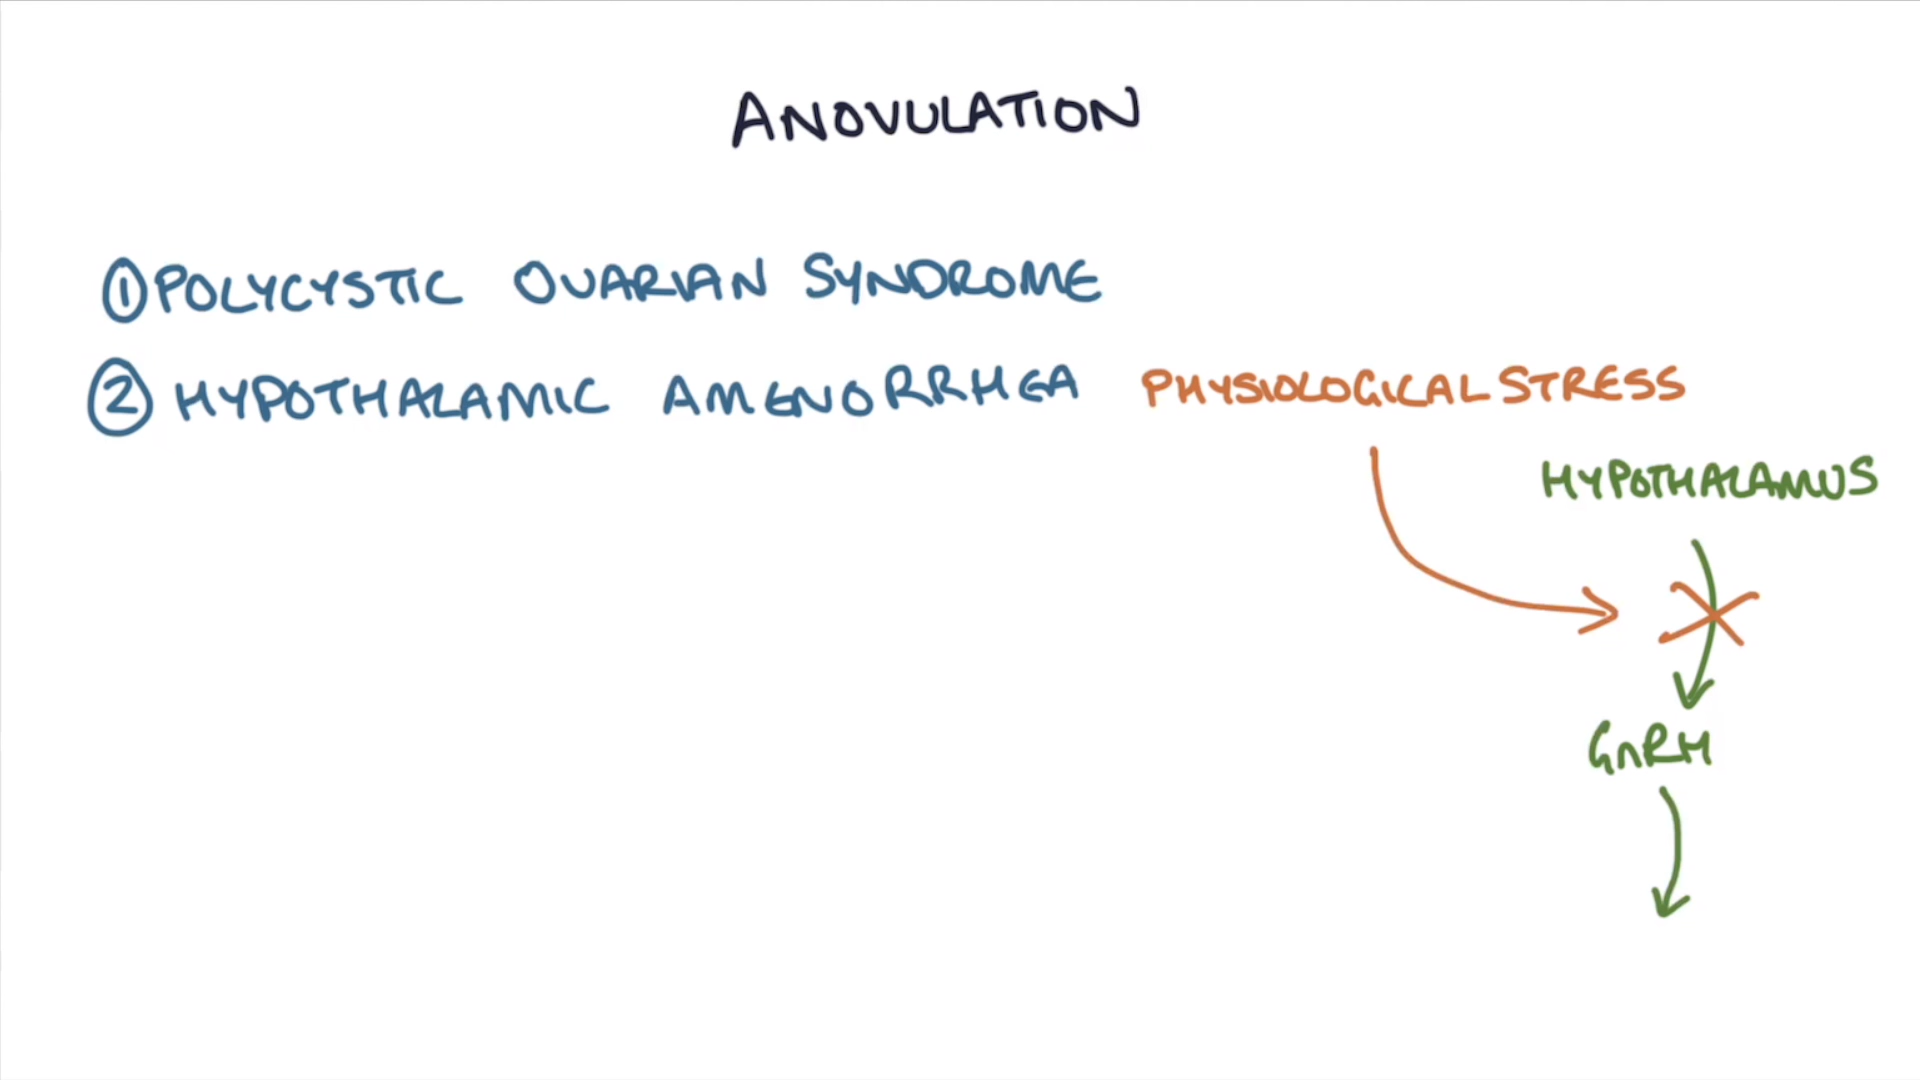 ANOVULATION
① POLYCYSTIC OVARIAN SYNDROME
② HYPOTHALAMIC AMENORRHEA PHYSIOLOGICAL STRESS
HYPOTHALAMUS
GnRH